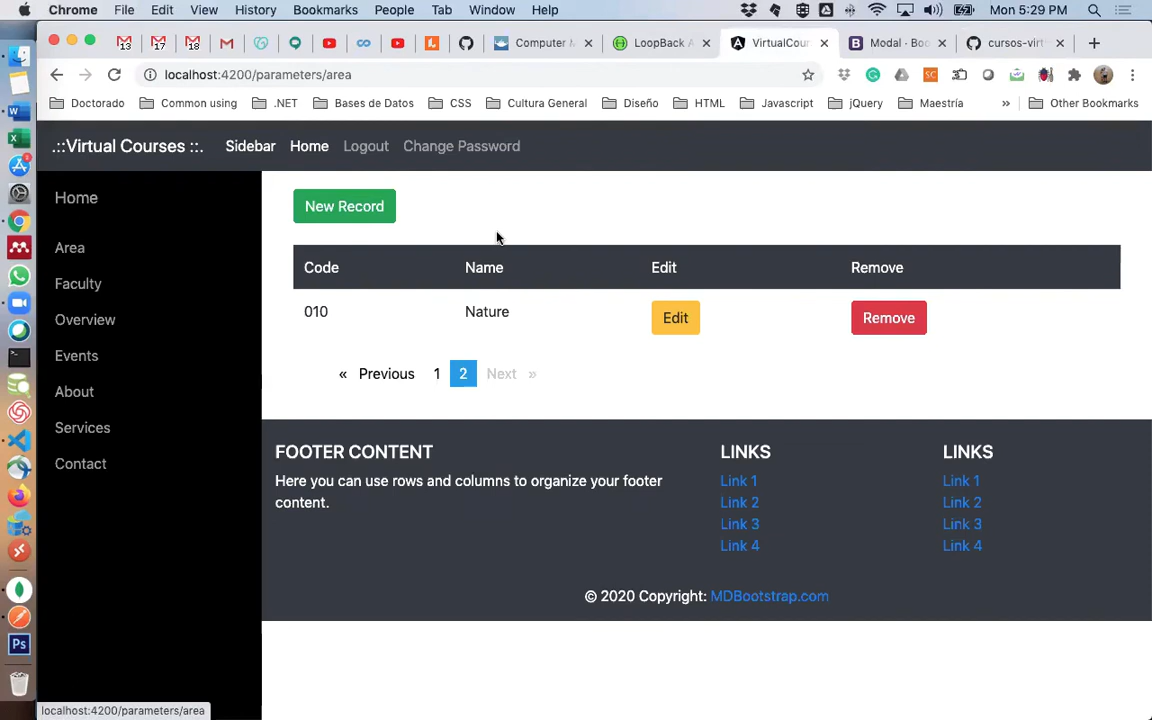 Chrome File Edit View History Bookmarks People Tab Window Help Mon 5:29 PM
13 17 18 Computer LoopBack A VirtualCour Modal · Boo cursos-virt
localhost:4200/parameters/area
Doctorado Common using .NET Bases de Datos CSS Cultura General Diseño HTML Javascript jQuery Maestría » Other Bookmarks
.::Virtual Courses ::. Sidebar Home Logout Change Password
Home
Area
Faculty
Overview
Events
About
Services
Contact
New Record
Code Name Edit Remove
010 Nature Edit Remove
« Previous 1 2 Next »
FOOTER CONTENT
Here you can use rows and columns to organize your footer
content.
LINKS
Link 1
Link 2
Link 3
Link 4
LINKS
Link 1
Link 2
Link 3
Link 4
© 2020 Copyright: MDBootstrap.com
localhost:4200/parameters/area
Ps